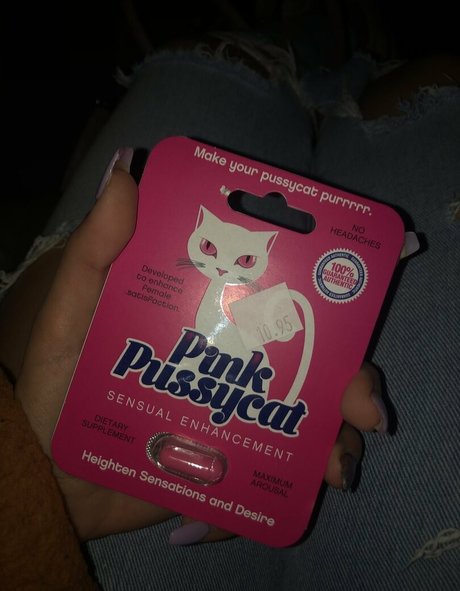 Make your pussycat purrrrr.
NO
HEADACHES
100%
GUARANTEED
AUTHENTIC
Developed
to enhance
Female
satisfaction
10.95
Pink
Pussycat
SENSUAL ENHANCEMENT
DIETARY
SUPPLEMENT
MAXIMUM
AROUSAL
Heighten Sensations and Desire